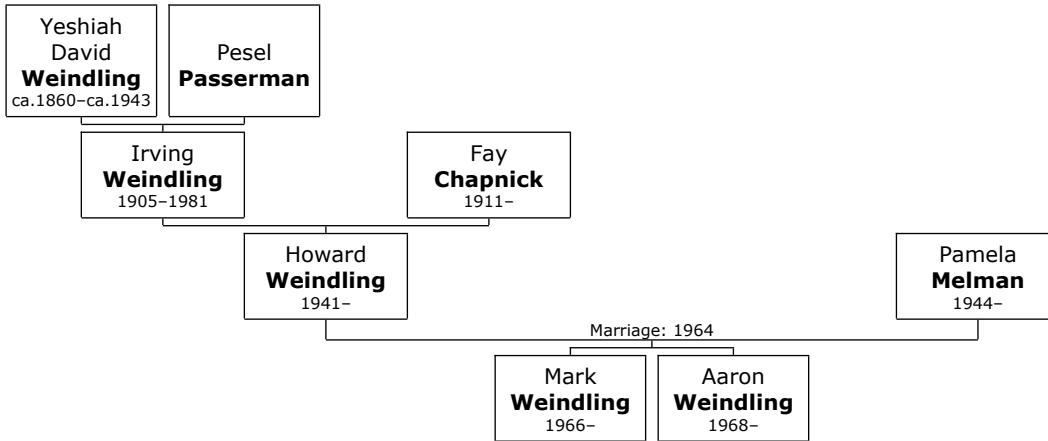 Yeshiah
David
Weindling
ca.1860–ca.1943
Pesel
Passerman
Irving
Weindling
1905–1981
Fay
Chapnick
1911–
Howard
Weindling
1941–
Pamela
Melman
1944–
Marriage: 1964
Mark
Weindling
1966–
Aaron
Weindling
1968–